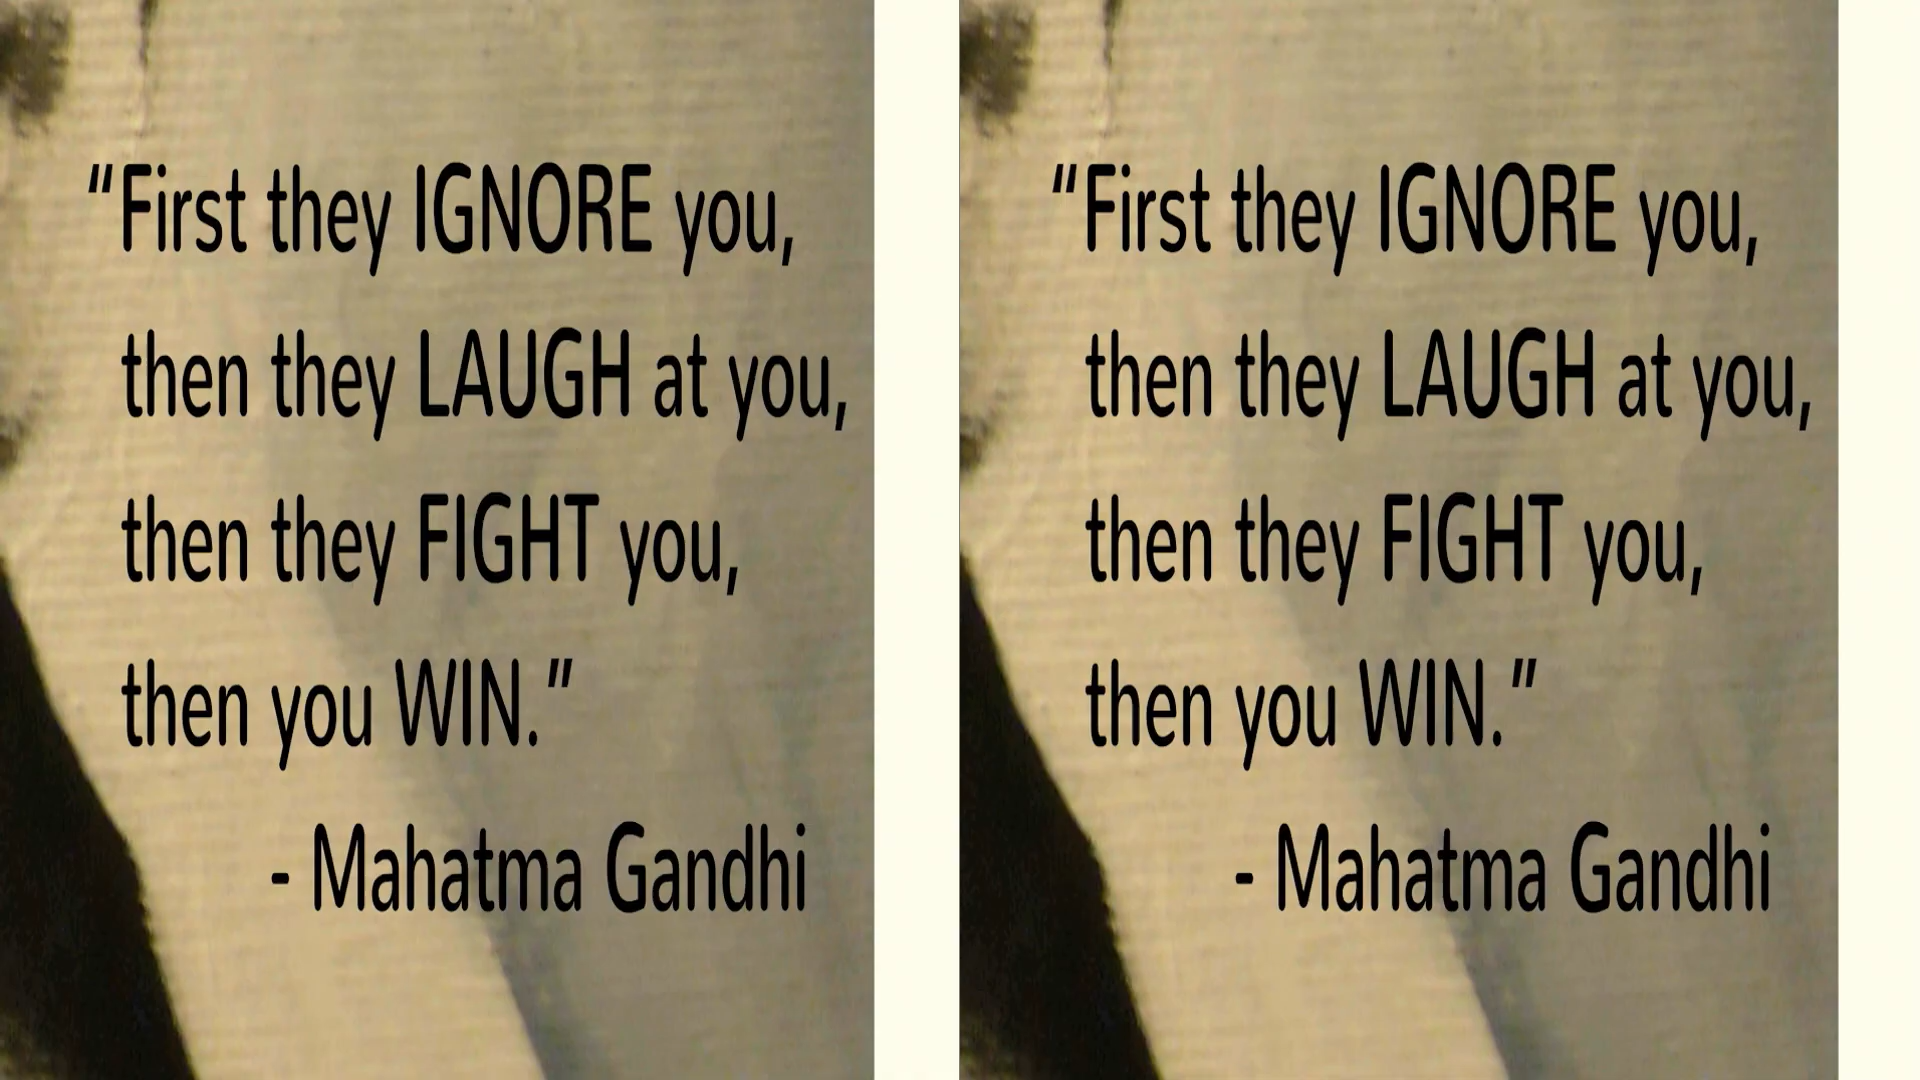 “First they IGNORE you,
then they LAUGH at you,
then they FIGHT you,
then you WIN.”
- Mahatma Gandhi
“First they IGNORE you,
then they LAUGH at you,
then they FIGHT you,
then you WIN.”
- Mahatma Gandhi